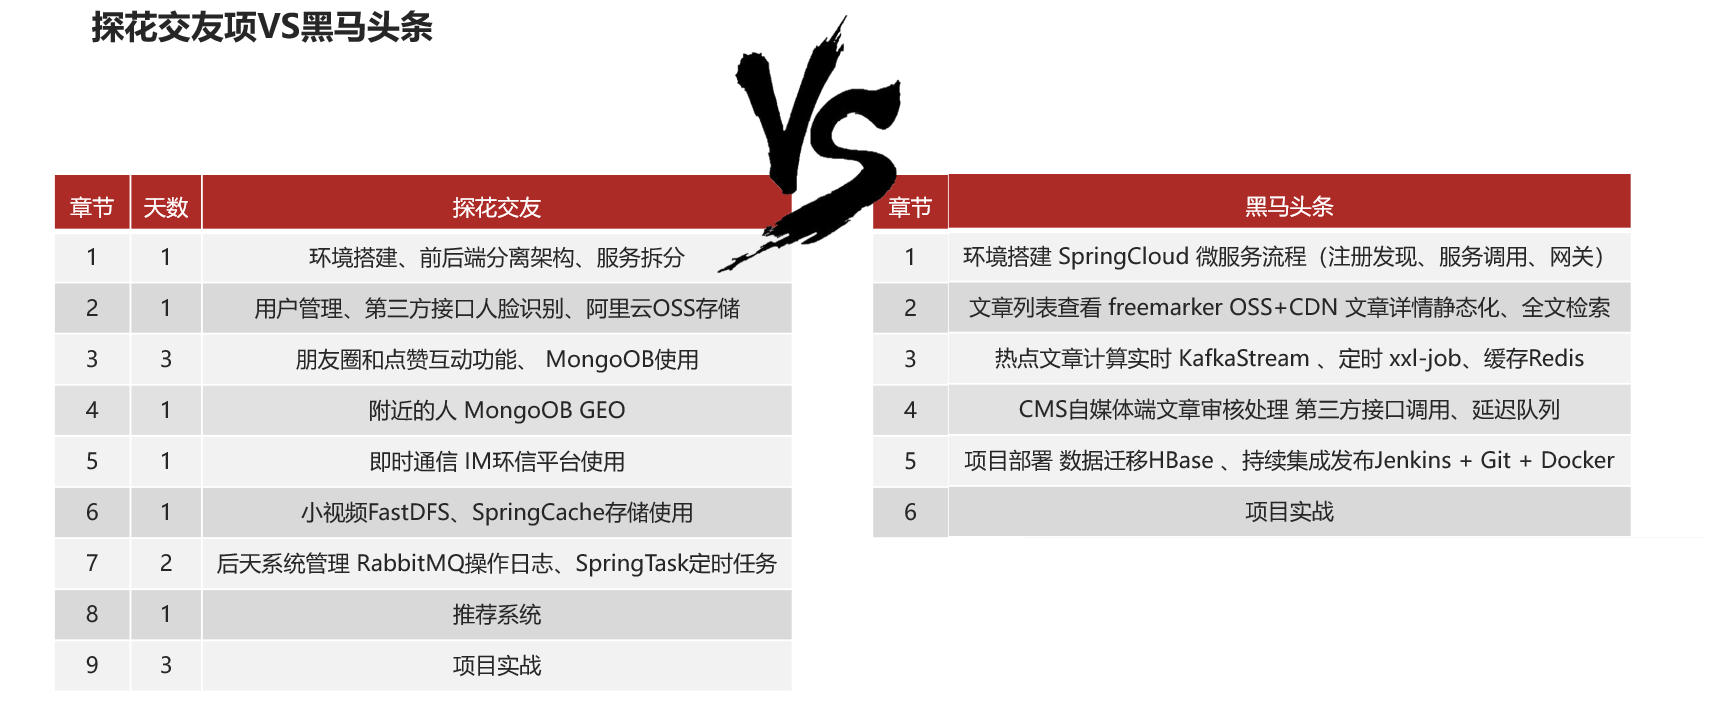 探花交友项VS黑马头条
VS
章节 天数 探花交友
1 1 环境搭建、前后端分离架构、服务拆分
2 1 用户管理、第三方接口人脸识别、阿里云OSS存储
3 3 朋友圈和点赞互动功能、 MongoOB使用
4 1 附近的人 MongoOB GEO
5 1 即时通信 IM环信平台使用
6 1 小视频FastDFS、SpringCache存储使用
7 2 后天系统管理 RabbitMQ操作日志、SpringTask定时任务
8 1 推荐系统
9 3 项目实战
章节 黑马头条
1 环境搭建 SpringCloud 微服务流程（注册发现、服务调用、网关）
2 文章列表查看 freemarker OSS+CDN 文章详情静态化、全文检索
3 热点文章计算实时 KafkaStream 、定时 xxl-job、缓存Redis
4 CMS自媒体端文章审核处理 第三方接口调用、延迟队列
5 项目部署 数据迁移HBase 、持续集成发布Jenkins + Git + Docker
6 项目实战